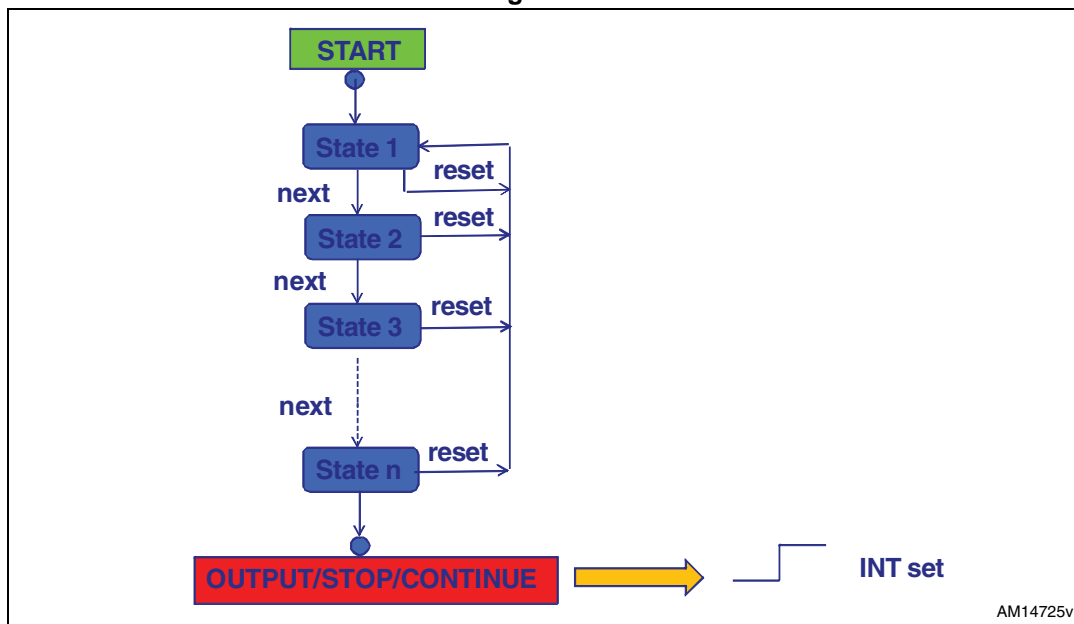 START
State 1
reset
next
reset
State 2
next
reset
State 3
next
reset
State n
OUTPUT/STOP/CONTINUE
INT set
AM14725v